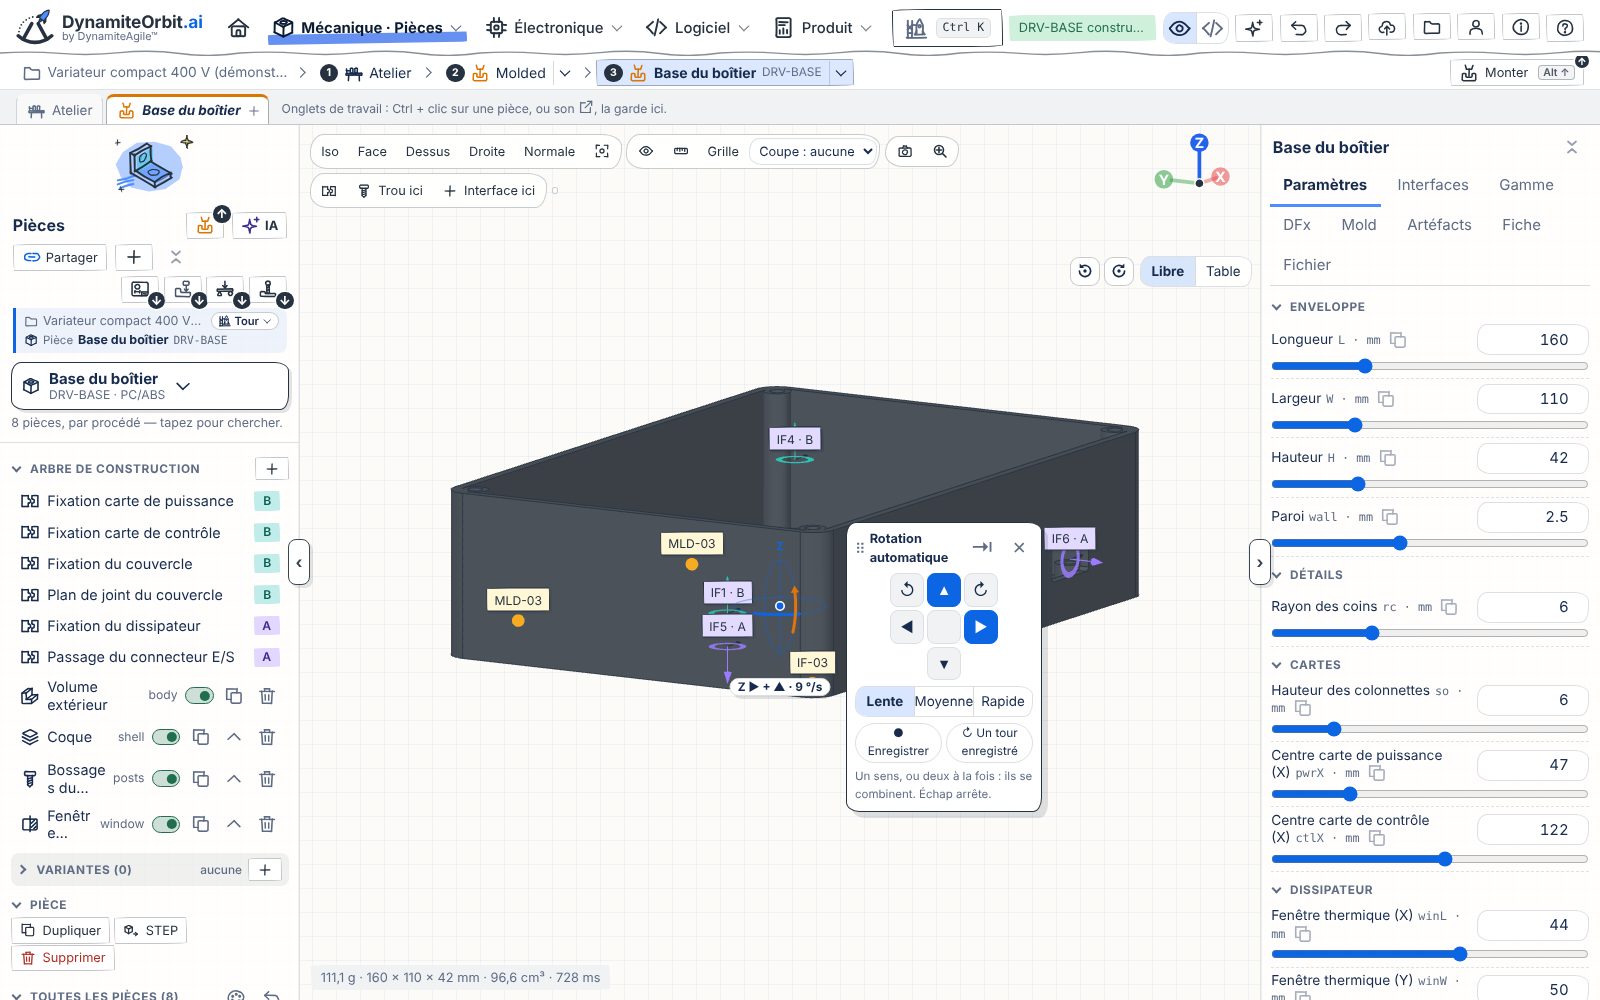 DynamiteOrbit.ai
by DynamiteAgile™
Mécanique · Pièces
Électronique
Logiciel
Produit
Ctrl K
DRV-BASE constru...
Variateur compact 400 V (démonst...
1 Atelier
2 Molded
3 Base du boîtier DRV-BASE
Monter Alt ↑
Atelier
Base du boîtier +
Onglets de travail : Ctrl + clic sur une pièce, ou son , la garde ici.
Pièces
IA
Partager
Variateur compact 400 V...
Tour
Pièce Base du boîtier DRV-BASE
Base du boîtier
DRV-BASE · PC/ABS
8 pièces, par procédé — tapez pour chercher.
ARBRE DE CONSTRUCTION
Fixation carte de puissance B
Fixation carte de contrôle B
Fixation du couvercle B
Plan de joint du couvercle B
Fixation du dissipateur A
Passage du connecteur E/S A
Volume extérieur body
Coque shell
Bossages du... posts
Fenêtre... window
VARIANTES (0) aucune
PIÈCE
Dupliquer
STEP
Supprimer
TOUTES LES PIÈCES (8)
Iso Face Dessus Droite Normale
Grille
Coupe : aucune
Trou ici
Interface ici
Z
Y
X
Libre Table
IF4 · B
MLD-03
MLD-03
IF1 · B
IF5 · A
IF-03
IF6 · A
Z
Z ▶ + ▲ · 9 °/s
Rotation automatique
Lente Moyenne Rapide
Enregistrer
Un tour enregistré
Un sens, ou deux à la fois : ils se
combinent. Échap arrête.
111,1 g · 160 × 110 × 42 mm · 96,6 cm³ · 728 ms
Base du boîtier
Paramètres Interfaces Gamme
DFx Mold Artéfacts Fiche
Fichier
ENVELOPPE
Longueur L · mm 160
Largeur W · mm 110
Hauteur H · mm 42
Paroi wall · mm 2.5
DÉTAILS
Rayon des coins rc · mm 6
CARTES
Hauteur des colonnettes so · mm 6
Centre carte de puissance (X) pwrX · mm 47
Centre carte de contrôle (X) ctlX · mm 122
DISSIPATEUR
Fenêtre thermique (X) winL · mm 44
Fenêtre thermique (Y) winW · mm 50